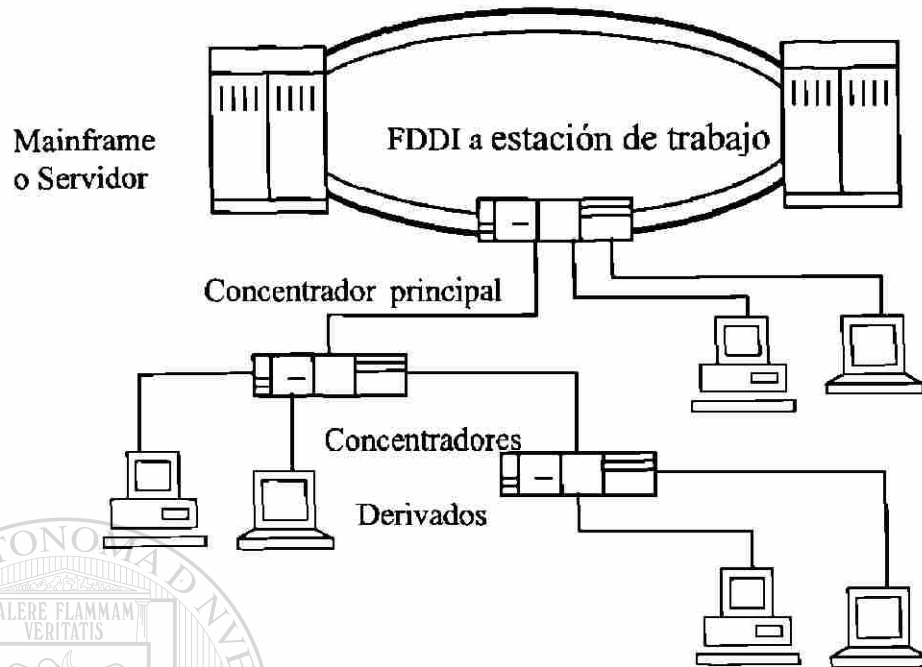 Mainframe
o Servidor
FDDI a estación de trabajo
Concentrador principal
Concentradores
Derivados
ALERE FLAMMAM
VERITATIS